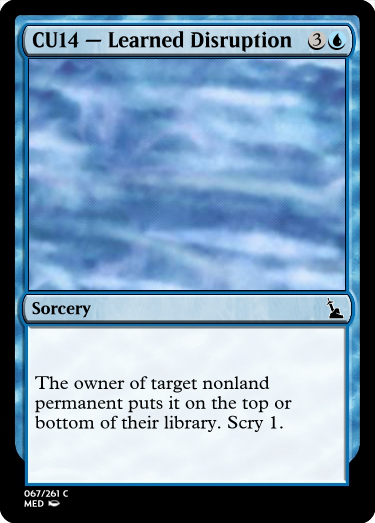 CU14 — Learned Disruption 3
Sorcery
The owner of target nonland
permanent puts it on the top or
bottom of their library. Scry 1.
067/261 C
MED